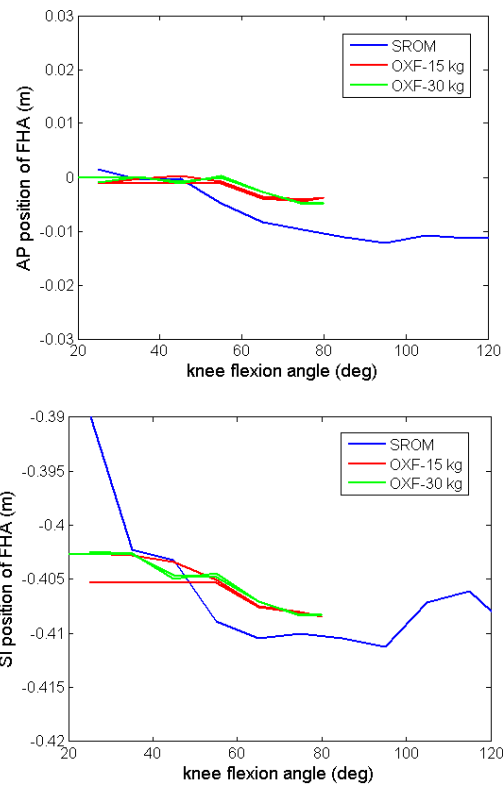 0.03
0.02
0.01
0
-0.01
-0.02
-0.03
AP position of FHA (m)
SROM
OXF-15 kg
OXF-30 kg
20 40 60 80 100 120
knee flexion angle (deg)
-0.39
-0.395
-0.4
-0.405
-0.41
-0.415
-0.42
SI position of FHA (m)
SROM
OXF-15 kg
OXF-30 kg
20 40 60 80 100 120
knee flexion angle (deg)